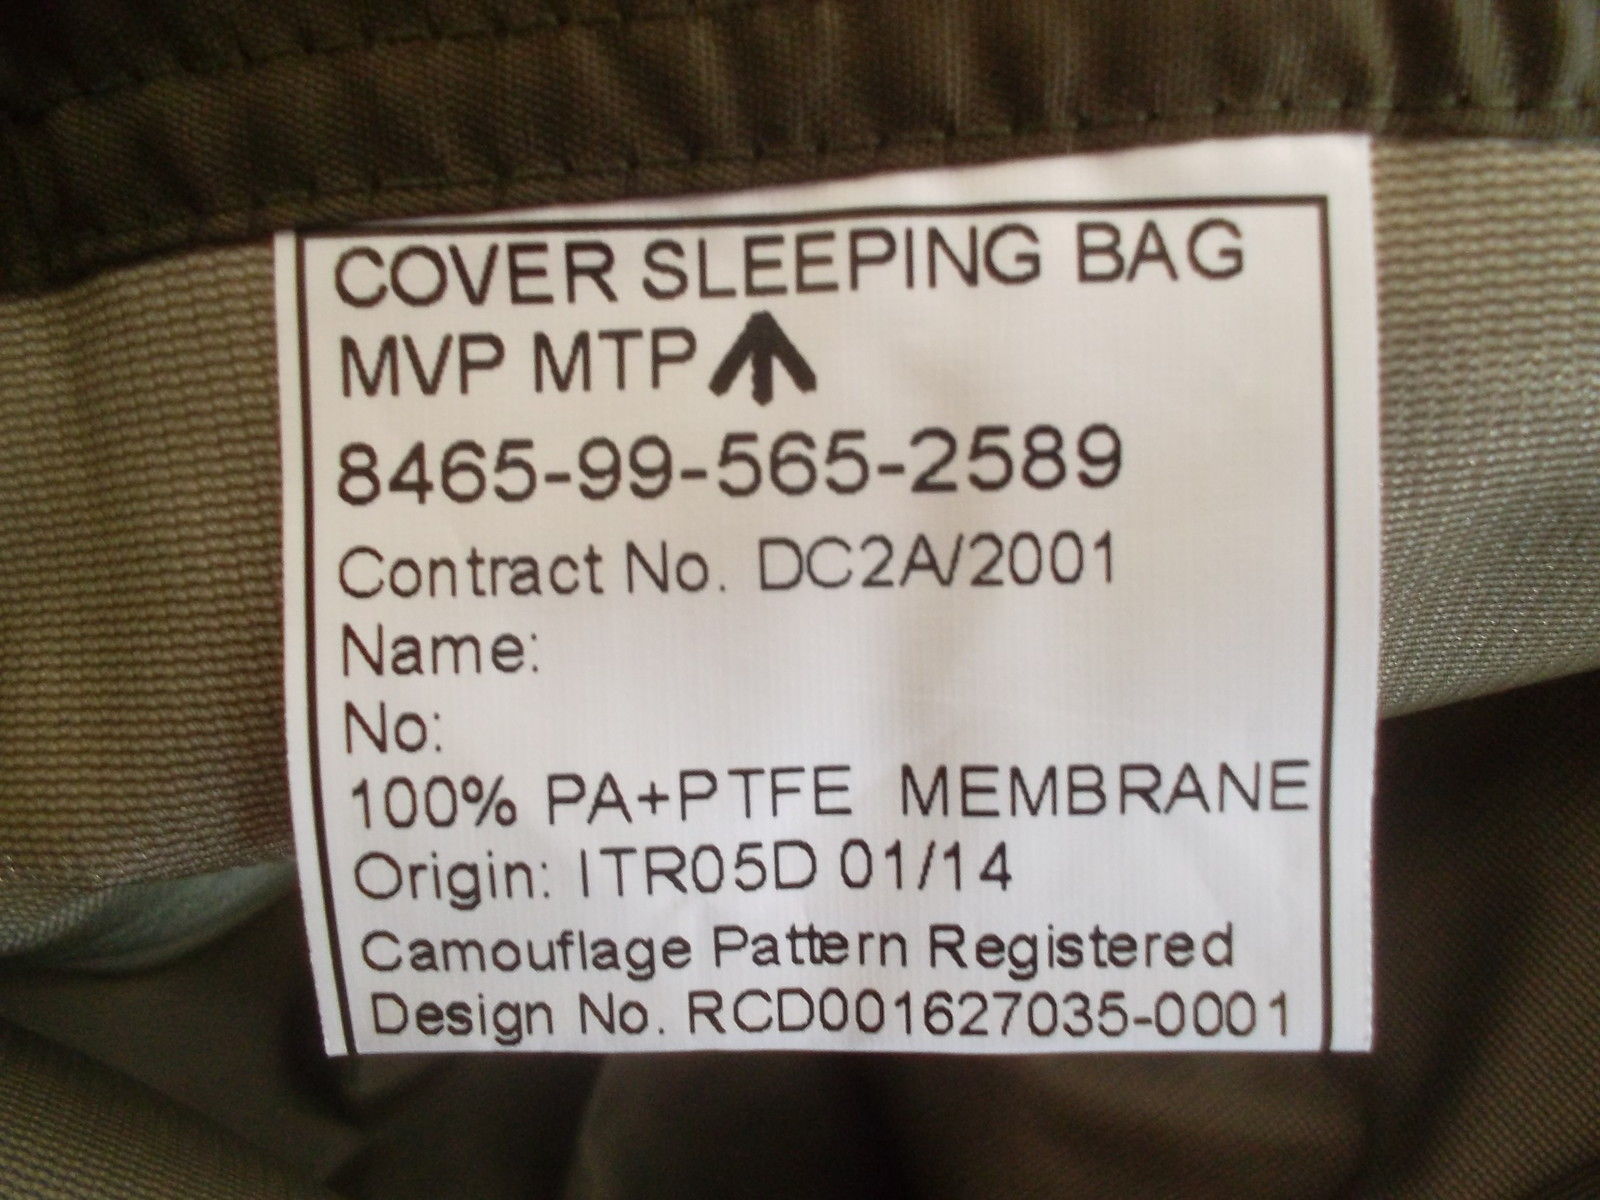 COVER SLEEPING BAG
MVP MTP
8465-99-565-2589
Contract No. DC2A/2001
Name:
No:
100% PA+PTFE MEMBRANE
Origin: ITR05D 01/14
Camouflage Pattern Registered
Design No. RCD001627035-0001